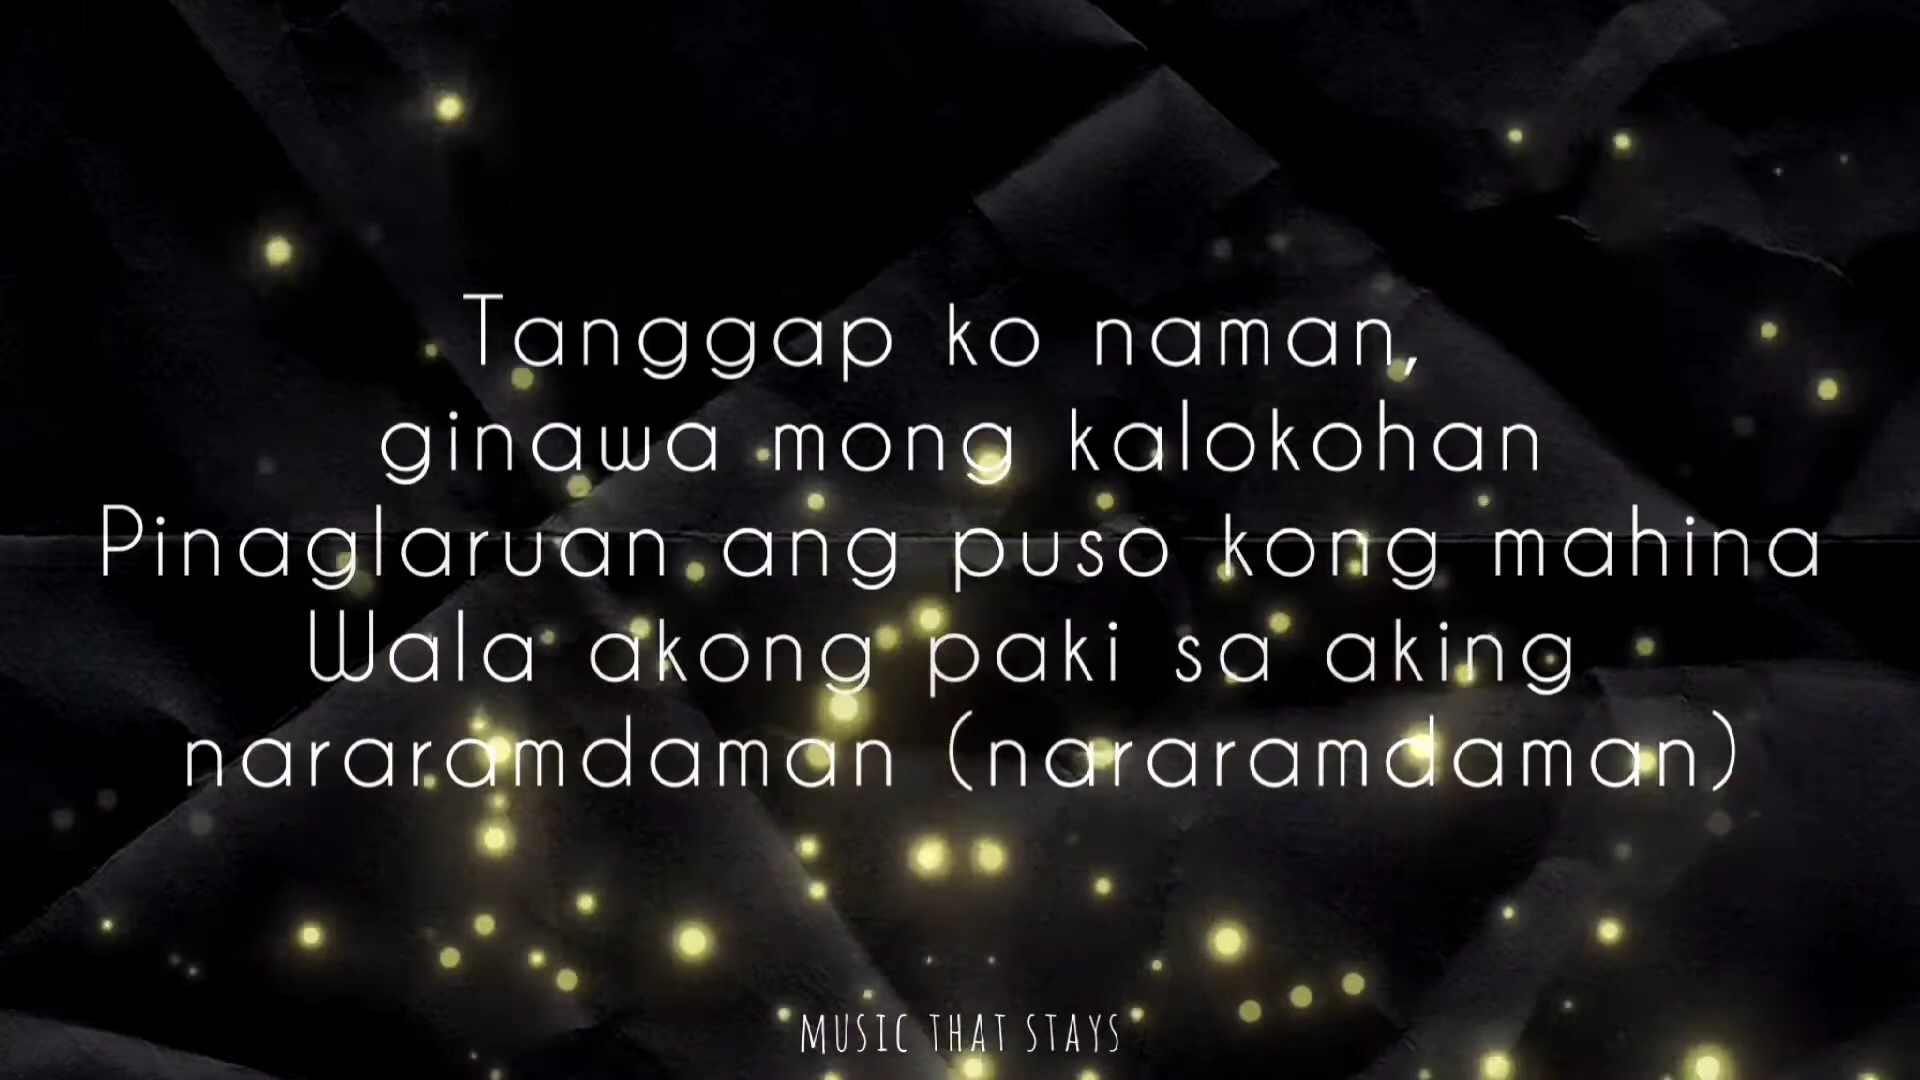 Tanggap ko naman,
ginawa mong kalokohan
Pinaglaruan ang puso kong mahina
Wala akong paki sa aking
nararamdaman (nararamdaman)
MUSIC THAT STAYS